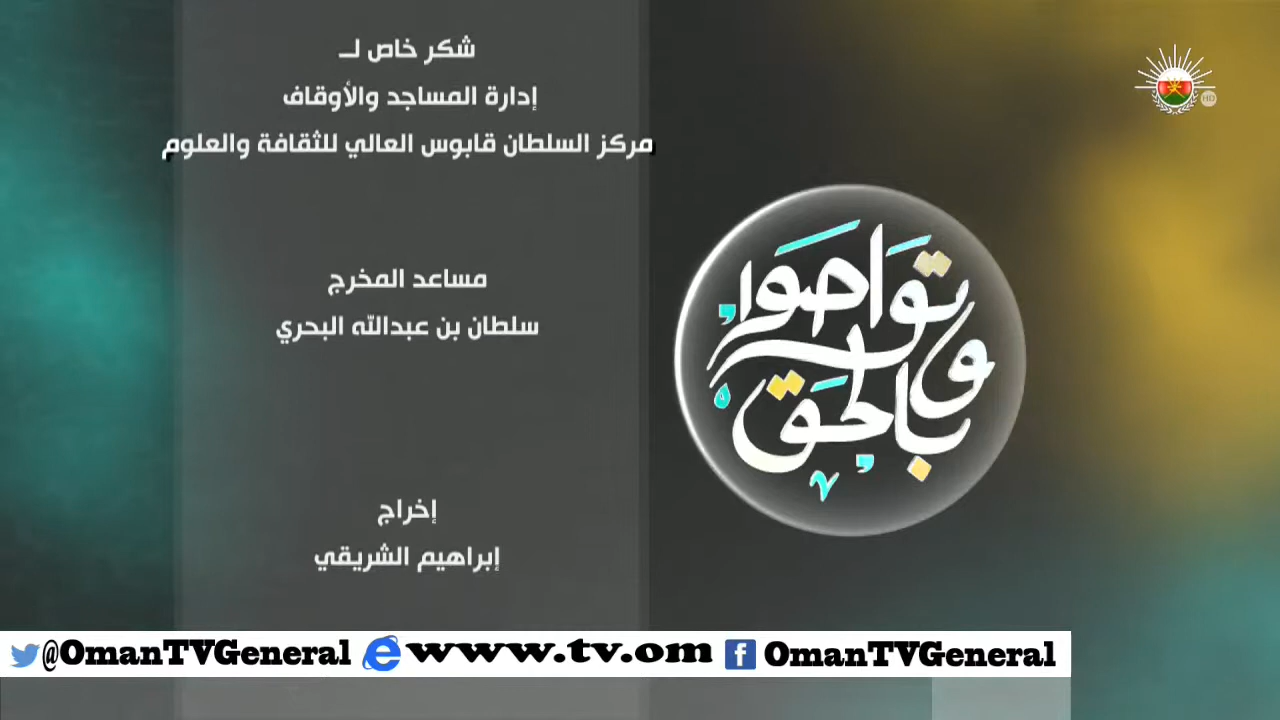 شكر خاص لـ
إدارة المساجد والأوقاف
مركز السلطان قابوس العالي للثقافة والعلوم
مساعد المخرج
سلطان بن عبدالله البحري
إخراج
إبراهيم الشريقي
وتواصوا
بالحق
HD
@OmanTVGeneral www.tv.om OmanTVGeneral